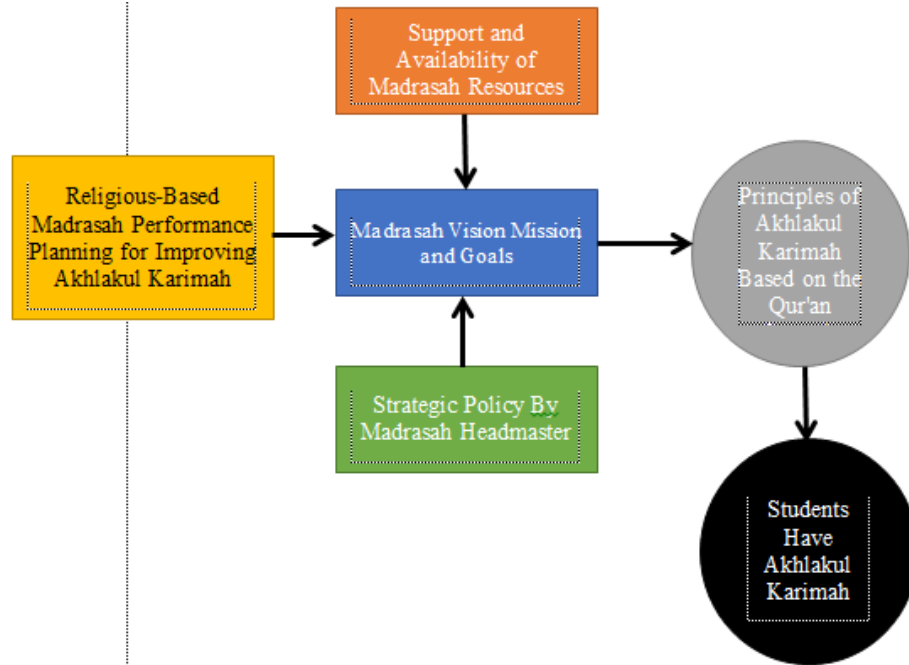 Support and
Availability of
Madrasah Resources
Religious-Based
Madrasah Performance
Planning for Improving
Akhlakul Karimah
Madrasah Vision Mission
and Goals
Principles of
Akhlakul
Karimah
Based on the
Qur'an
Strategic Policy By
Madrasah Headmaster
Students
Have
Akhlakul
Karimah